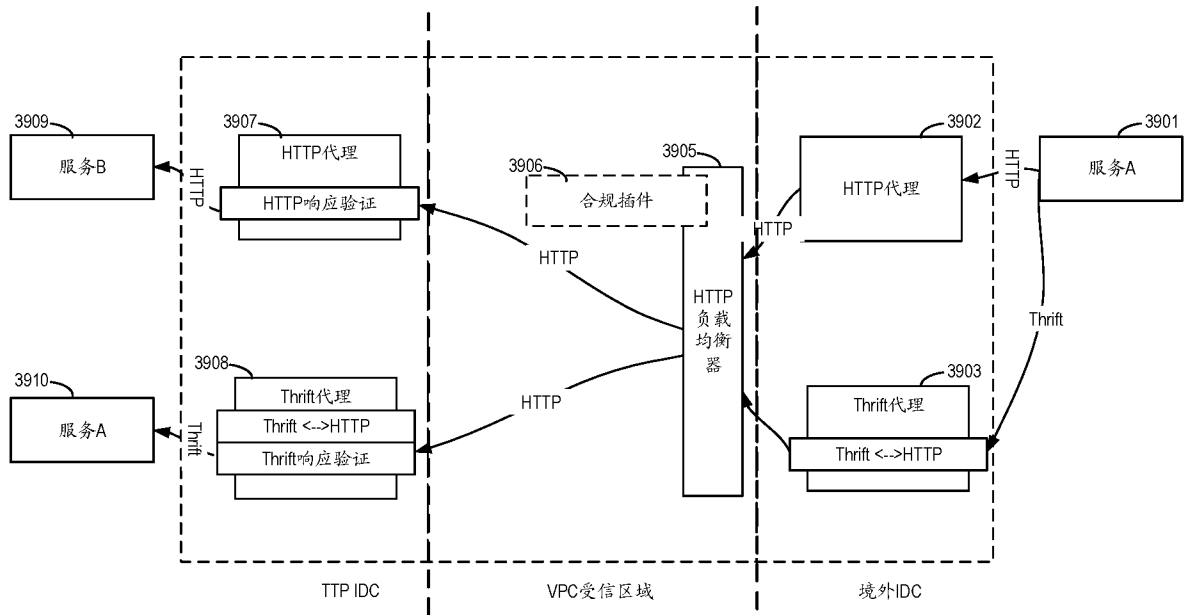 3909
服务B
HTTP
3907
HTTP代理
HTTP响应验证
3906
合规插件
3905
HTTP
负载
均衡
器
3902
HTTP代理
HTTP
3901
服务A
HTTP
HTTP
HTTP
Thrift
3910
服务A
Thrift
3908
Thrift代理
Thrift <-->HTTP
Thrift响应验证
3903
Thrift代理
Thrift <-->HTTP
TTP IDC
VPC受信区域
境外IDC